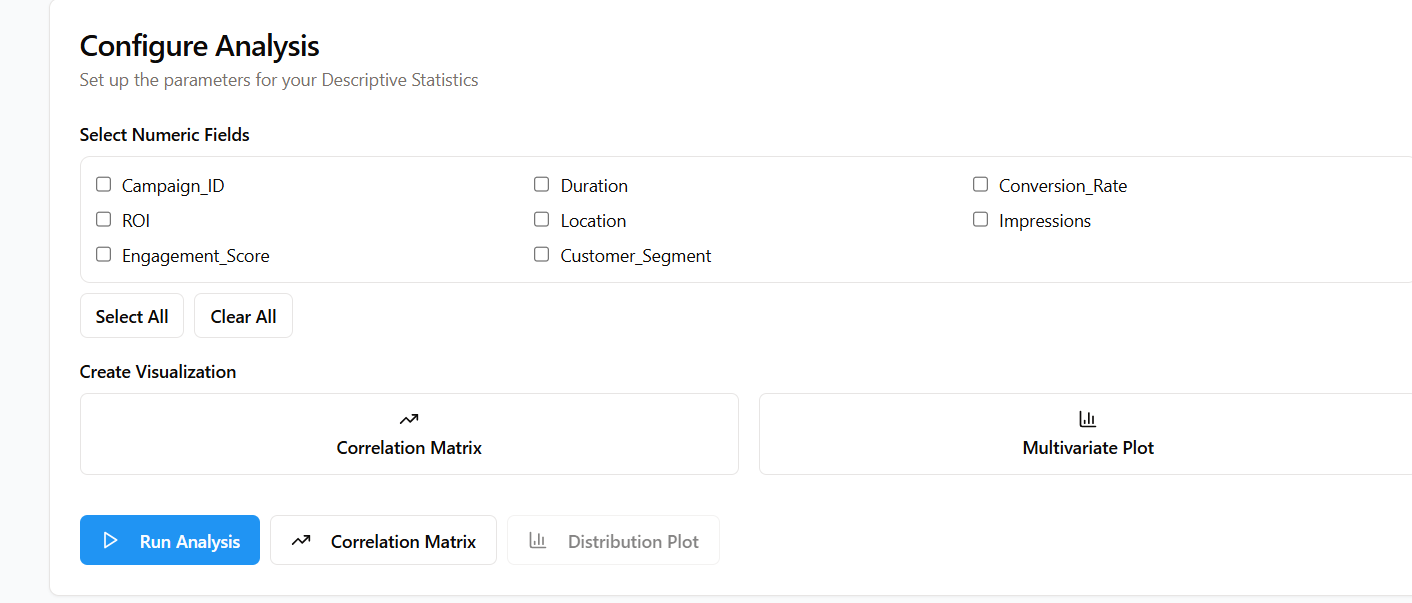 Configure Analysis
Set up the parameters for your Descriptive Statistics
Select Numeric Fields
Campaign_ID
Duration
Conversion_Rate
ROI
Location
Impressions
Engagement_Score
Customer_Segment
Select All
Clear All
Create Visualization
Correlation Matrix
Multivariate Plot
Run Analysis
Correlation Matrix
Distribution Plot